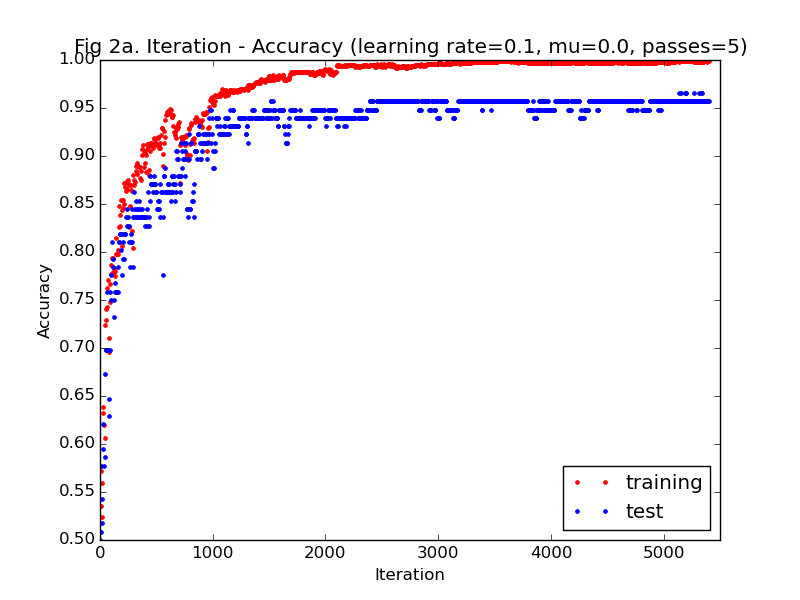 Fig 2a. Iteration - Accuracy (learning rate=0.1, mu=0.0, passes=5)
1.00
0.95
0.90
0.85
0.80
0.75
0.70
0.65
0.60
0.55
0.50
Accuracy
training
test
0 1000 2000 3000 4000 5000
Iteration